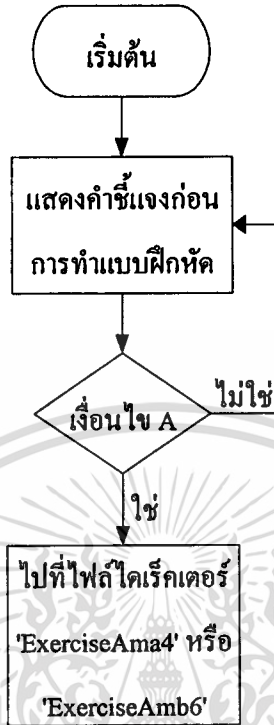 เริ่มต้น
แสดงคำชี้แจงก่อน
การทำแบบฝึกหัด
เงื่อนไข A
ไม่ใช่
ใช่
ไปที่ไฟล์ไดเร็คเตอร์
'ExerciseAma4' หรือ
'ExerciseAmb6'